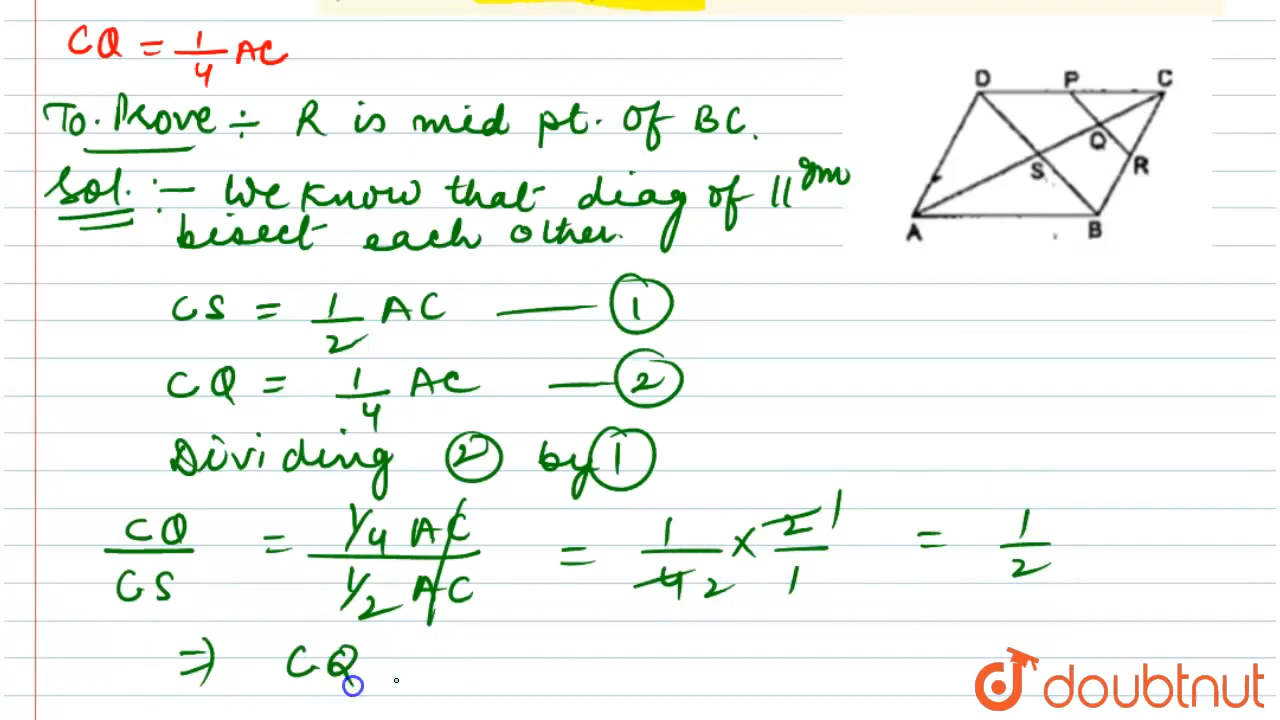 CQ = 1/4 AC
To. Prove ÷ R is mid pt. of BC.
Sol. :- We know that diag of ||gm
bisect each other.
CS = 1/2 AC —— ①
CQ = 1/4 AC —— ②
Dividing ② by ①
CQ/CS = 1/4 AC / 1/2 AC = 1/4 2 × 2 1/1 = 1/2
⇒ CQ
D P C
Q
S R
A B
doubtnut